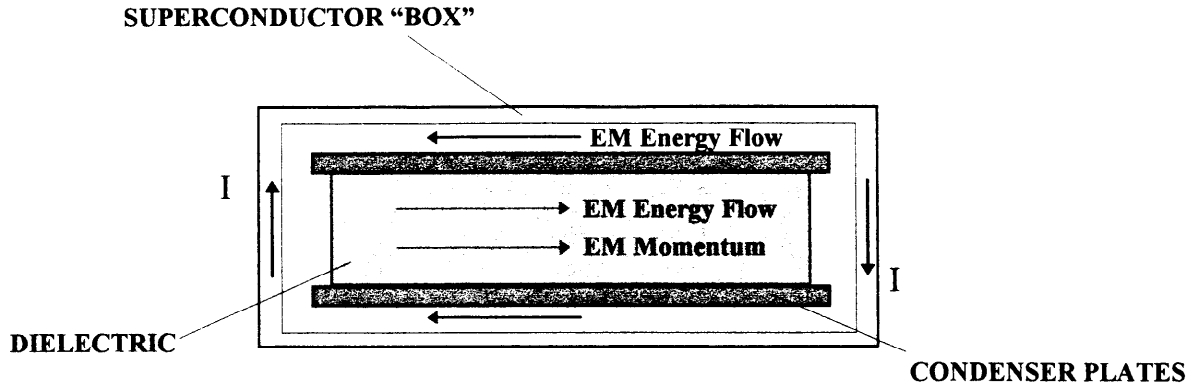 SUPERCONDUCTOR “BOX”
EM Energy Flow
I
EM Energy Flow
EM Momentum
I
DIELECTRIC
CONDENSER PLATES